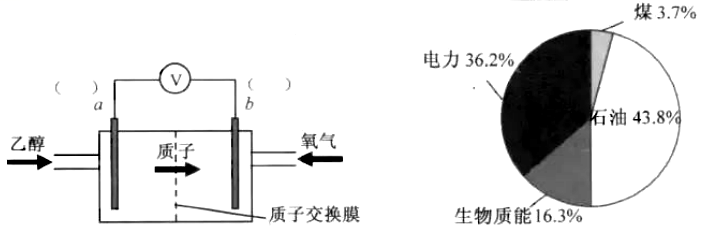 (    )
V
(    )
a
b
乙醇
质子
氧气
质子交换膜
煤 3.7%
电力 36.2%
石油 43.8%
生物质能 16.3%